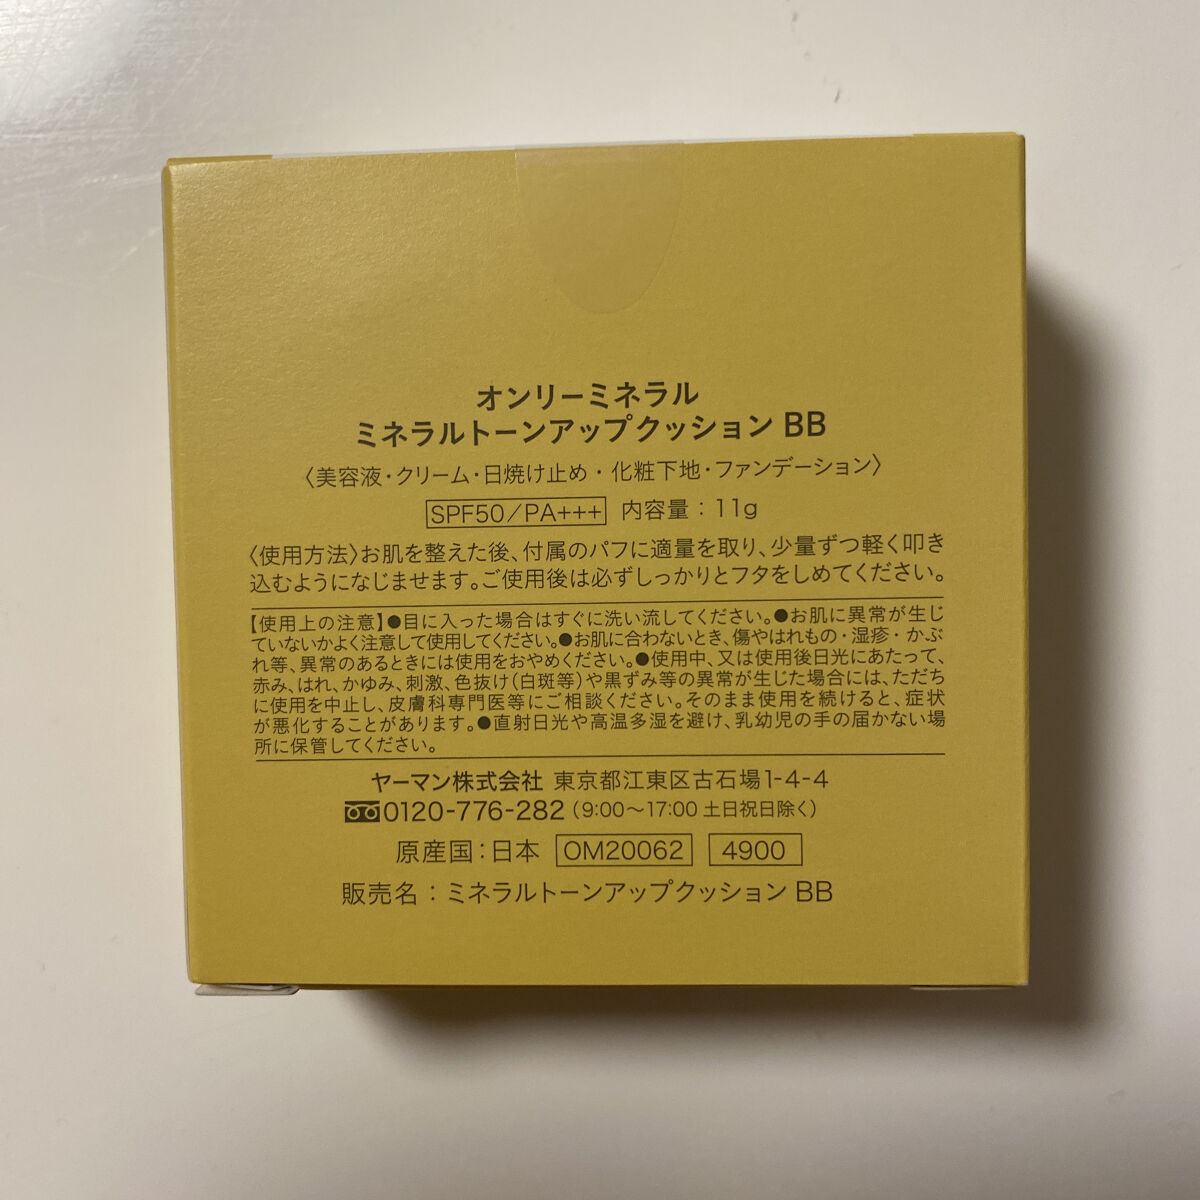 オンリーミネラル
ミネラルトーンアップクッション BB
〈美容液・クリーム・日焼け止め・化粧下地・ファンデーション〉
SPF50/PA+++ 内容量：11g
〈使用方法〉お肌を整えた後、付属のパフに適量を取り、少量ずつ軽く叩き
込むようになじませます。ご使用後は必ずしっかりとフタをしめてください。
【使用上の注意】●目に入った場合はすぐに洗い流してください。●お肌に異常が生じ
ていないかよく注意して使用してください。●お肌に合わないとき、傷やはれもの・湿疹・かぶ
れ等、異常のあるときには使用をおやめください。●使用中、又は使用後日光にあたって、
赤み、はれ、かゆみ、刺激、色抜け（白斑等）や黒ずみ等の異常が生じた場合には、ただち
に使用を中止し、皮膚科専門医等にご相談ください。そのまま使用を続けると、症状
が悪化することがあります。●直射日光や高温多湿を避け、乳幼児の手の届かない場
所に保管してください。
ヤーマン株式会社 東京都江東区古石場1-4-4
0120-776-282（9:00～17:00 土日祝日除く）
原産国：日本 OM20062 4900
販売名：ミネラルトーンアップクッション BB